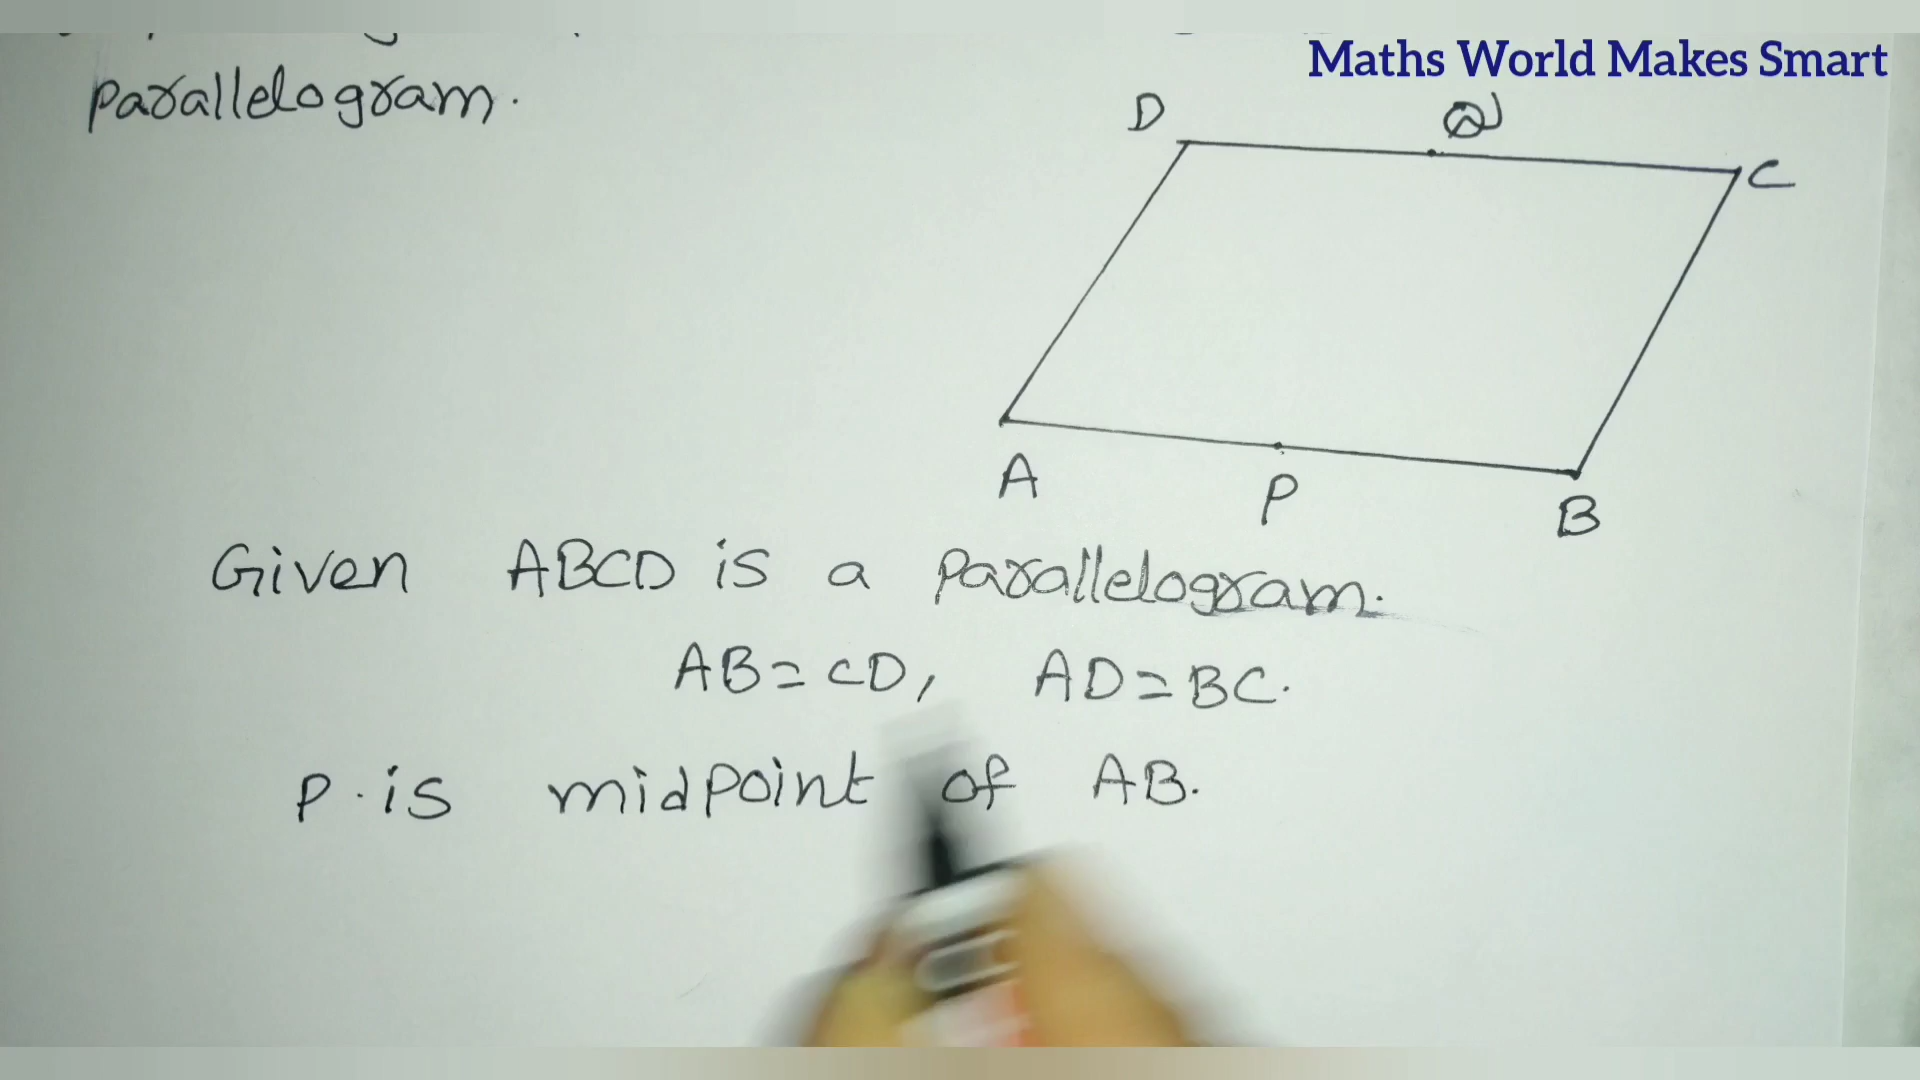 Maths World Makes Smart
parallelogram.
D
Q
C
A
P
B
Given ABCD is a parallelogram.
AB = CD, AD = BC.
P. is midpoint of AB.